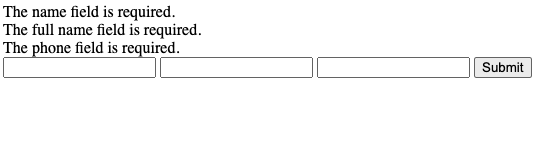 The name field is required.
The full name field is required.
The phone field is required.
Submit